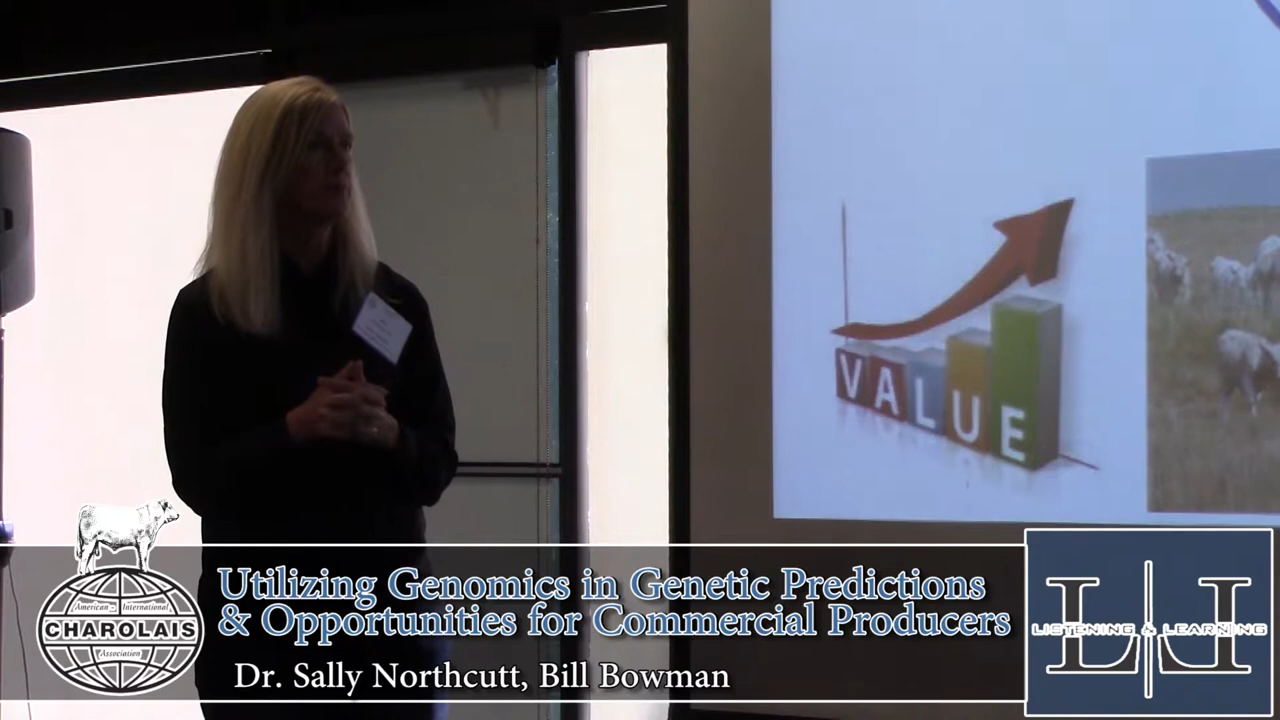 VALUE
Utilizing Genomics in Genetic Predictions
& Opportunities for Commercial Producers
Dr. Sally Northcutt, Bill Bowman
American - International
CHAROLAIS
Association
LL
LISTENING & LEARNING